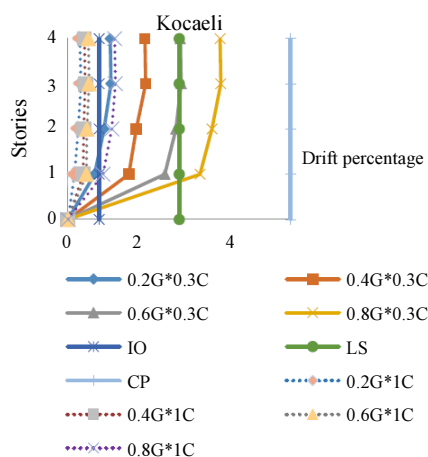 Kocaeli
4
3
2
1
0
Stories
0 2 4
Drift percentage
0.2G*0.3C 0.4G*0.3C
0.6G*0.3C 0.8G*0.3C
IO LS
CP 0.2G*1C
0.4G*1C 0.6G*1C
0.8G*1C